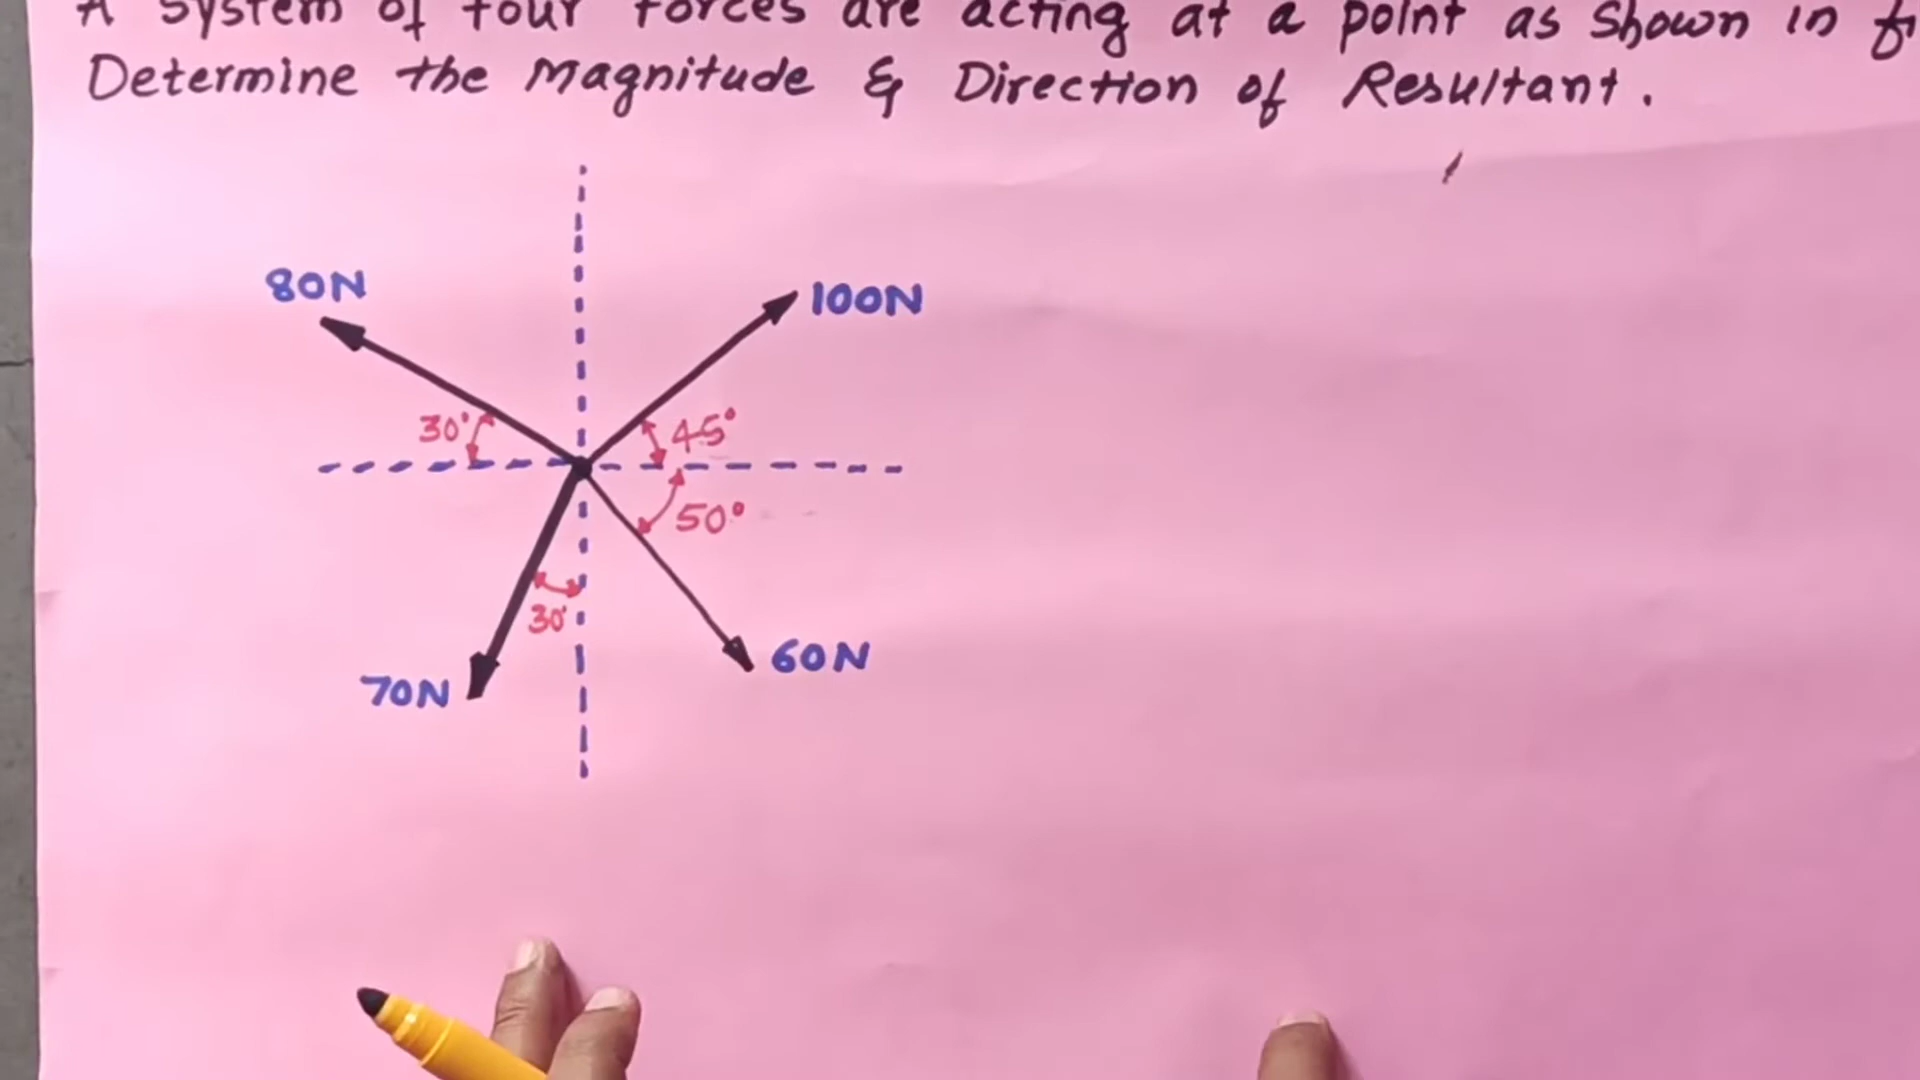 A system of four forces are acting at a point as shown in
Determine the Magnitude & Direction of Resultant.
80N
100N
30°
45°
50°
30°
60N
70N